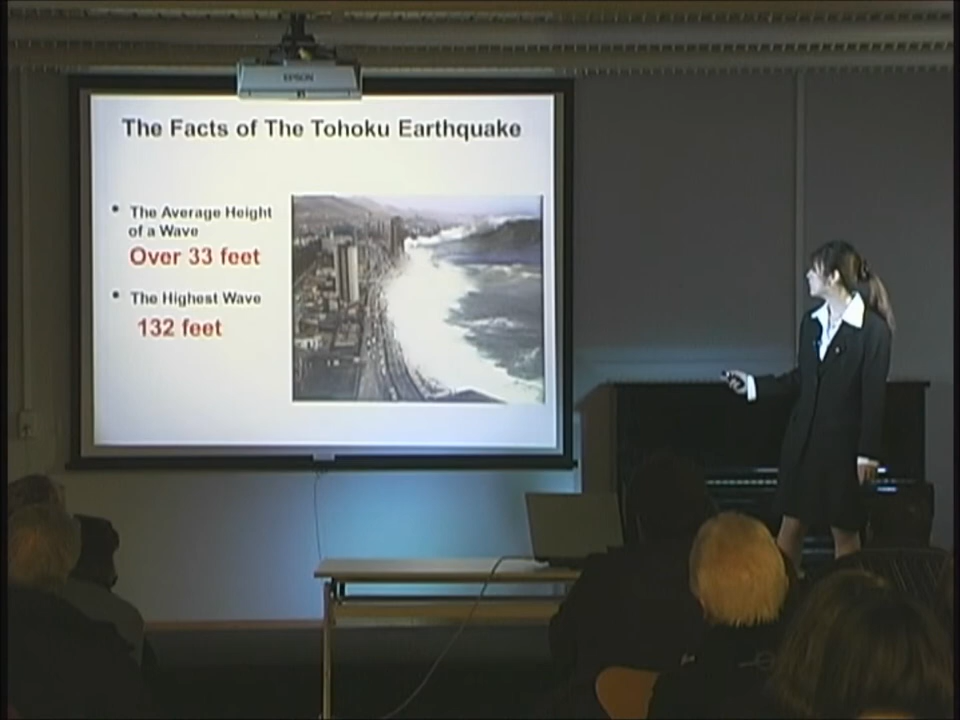 EPSON
The Facts of The Tohoku Earthquake
• The Average Height
of a Wave
Over 33 feet
• The Highest Wave
132 feet